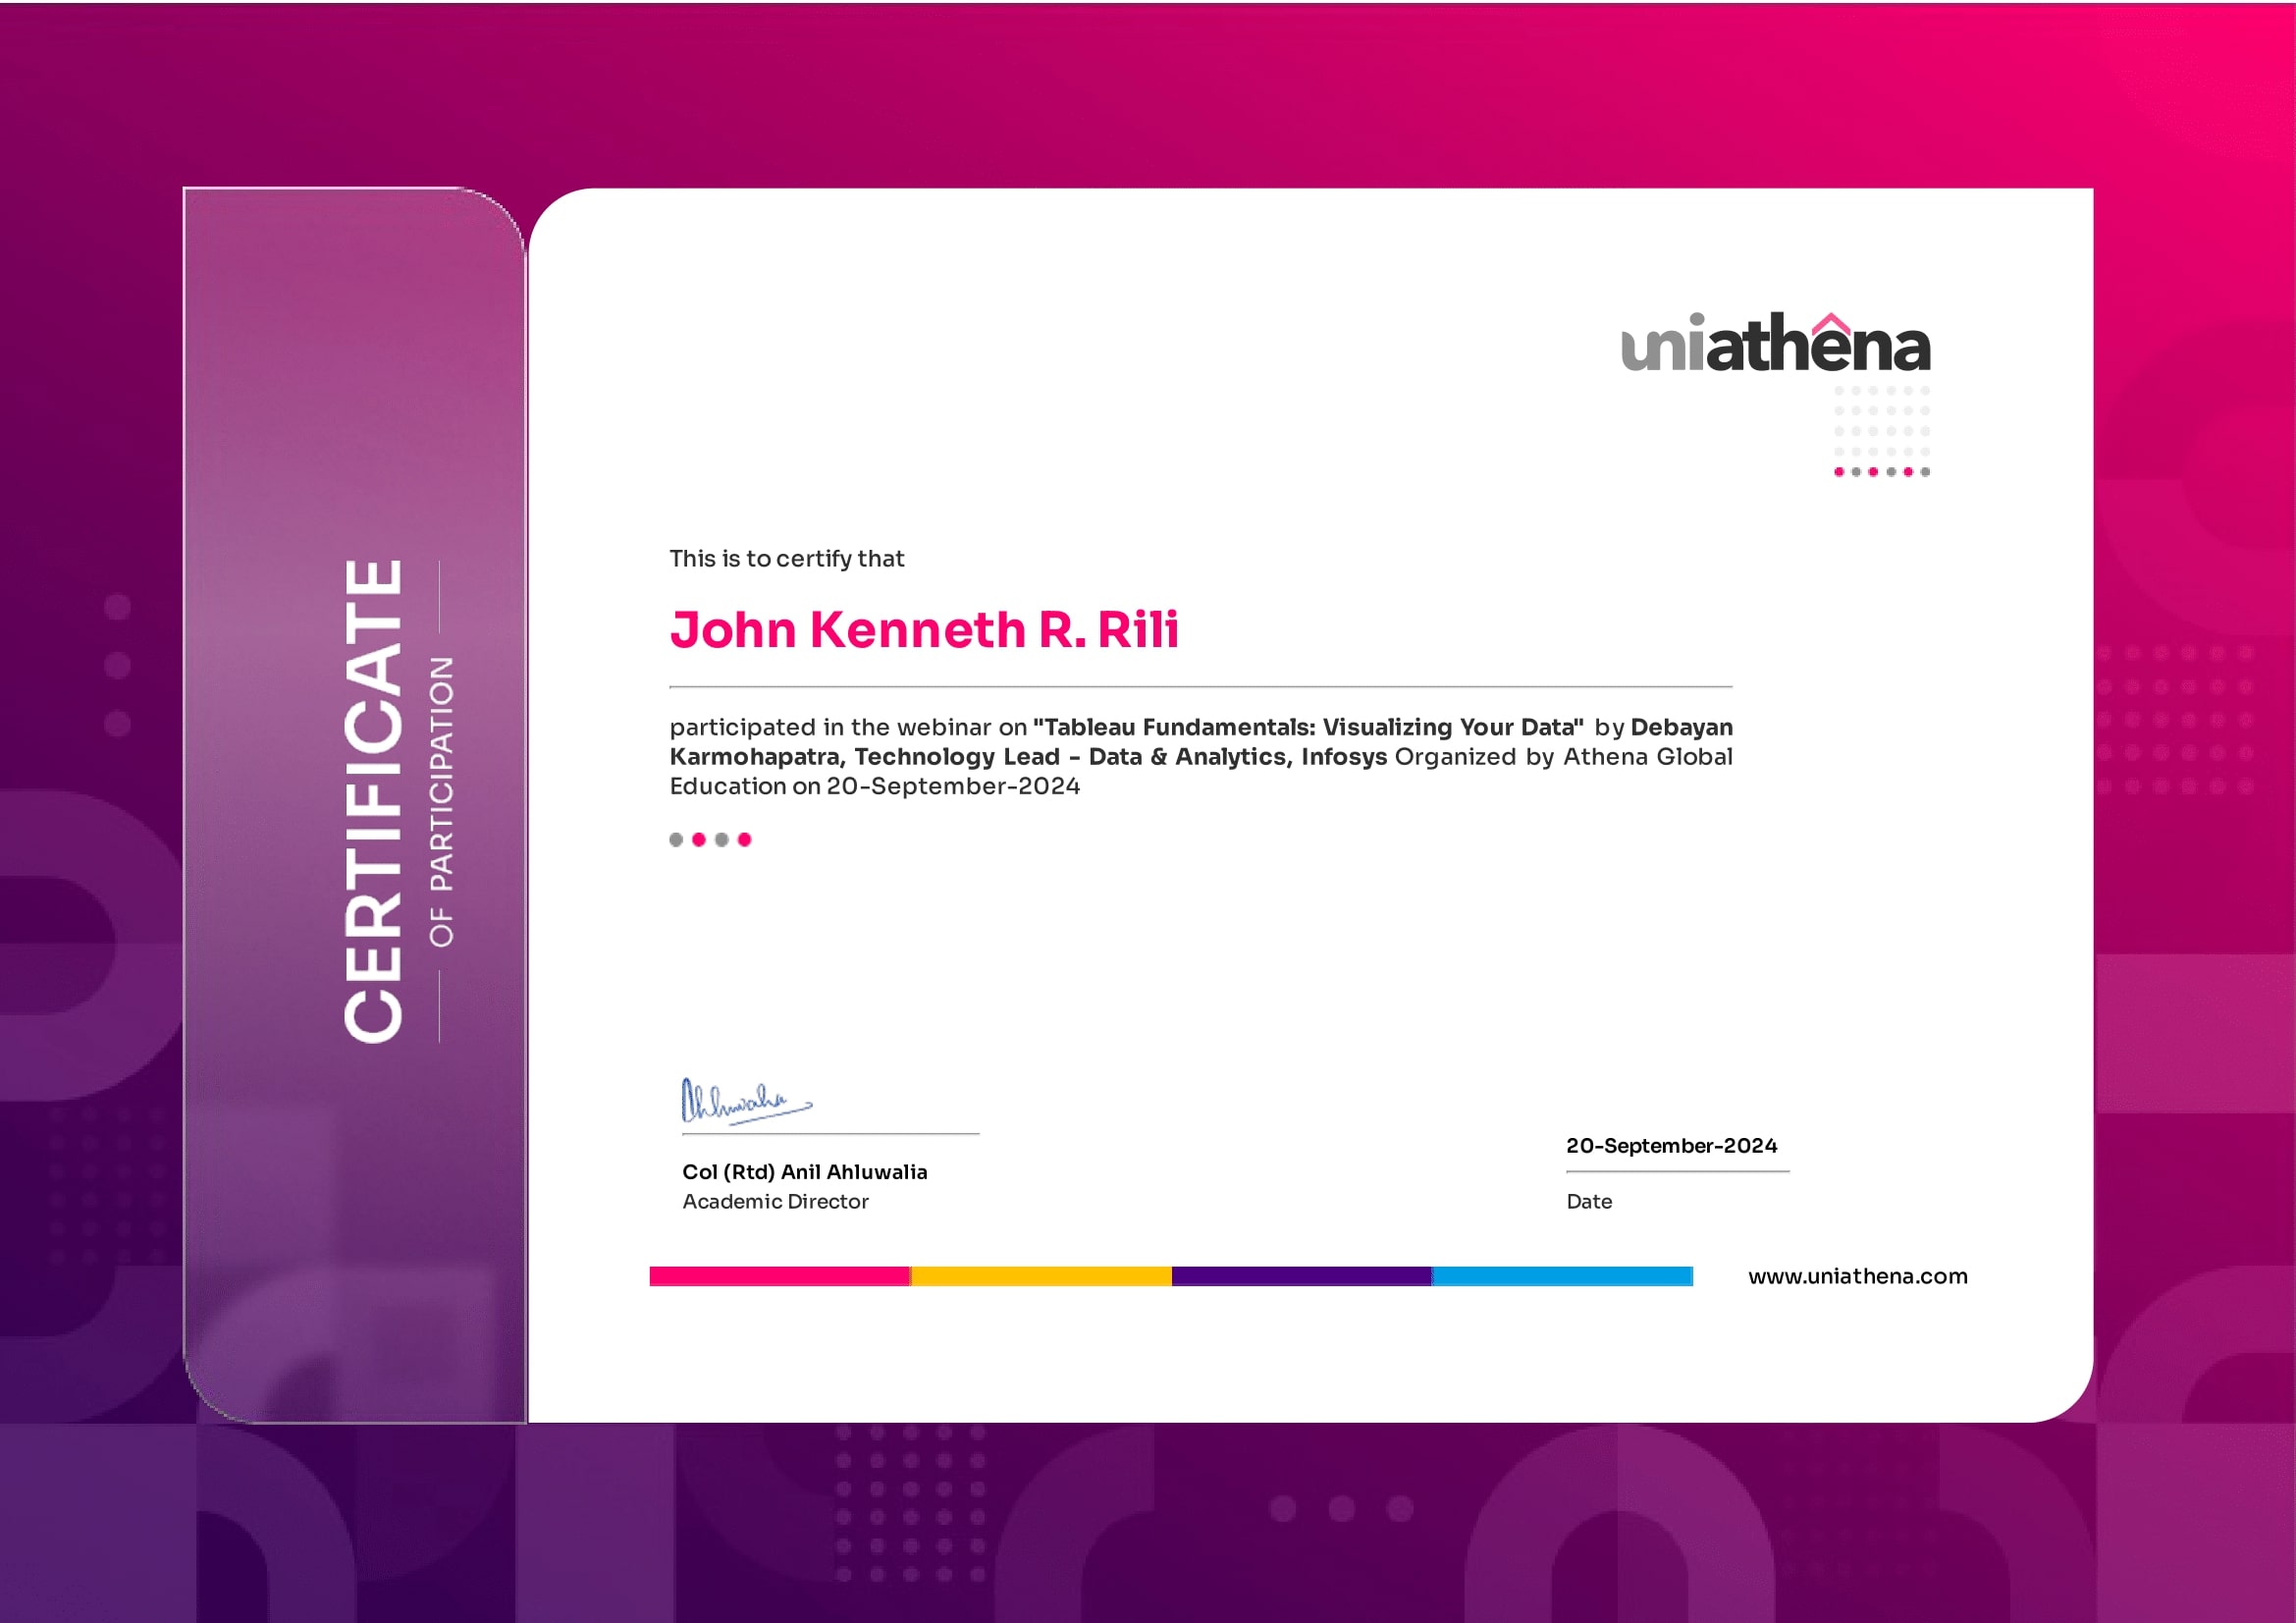 CERTIFICATE
OF PARTICIPATION
uniathena
This is to certify that
John Kenneth R. Rili
participated in the webinar on "Tableau Fundamentals: Visualizing Your Data" by Debayan
Karmohapatra, Technology Lead - Data & Analytics, Infosys Organized by Athena Global
Education on 20-September-2024
Ahluwalia
Col (Rtd) Anil Ahluwalia
Academic Director
20-September-2024
Date
www.uniathena.com